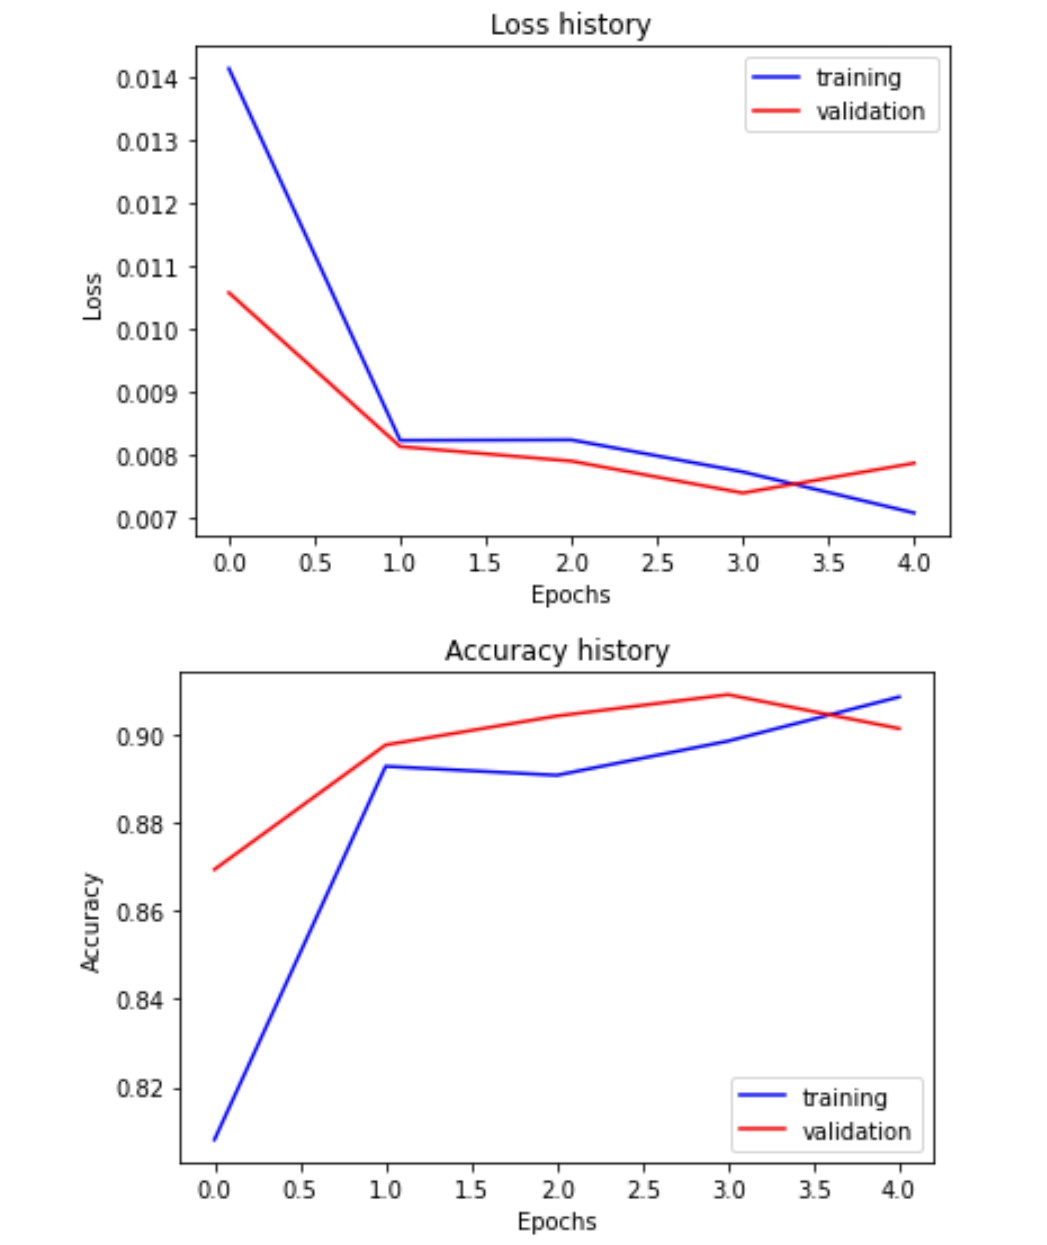 Loss history
training
validation
0.014
0.013
0.012
0.011
0.010
0.009
0.008
0.007
Loss
0.0 0.5 1.0 1.5 2.0 2.5 3.0 3.5 4.0
Epochs
Accuracy history
0.90
0.88
0.86
0.84
0.82
Accuracy
training
validation
0.0 0.5 1.0 1.5 2.0 2.5 3.0 3.5 4.0
Epochs